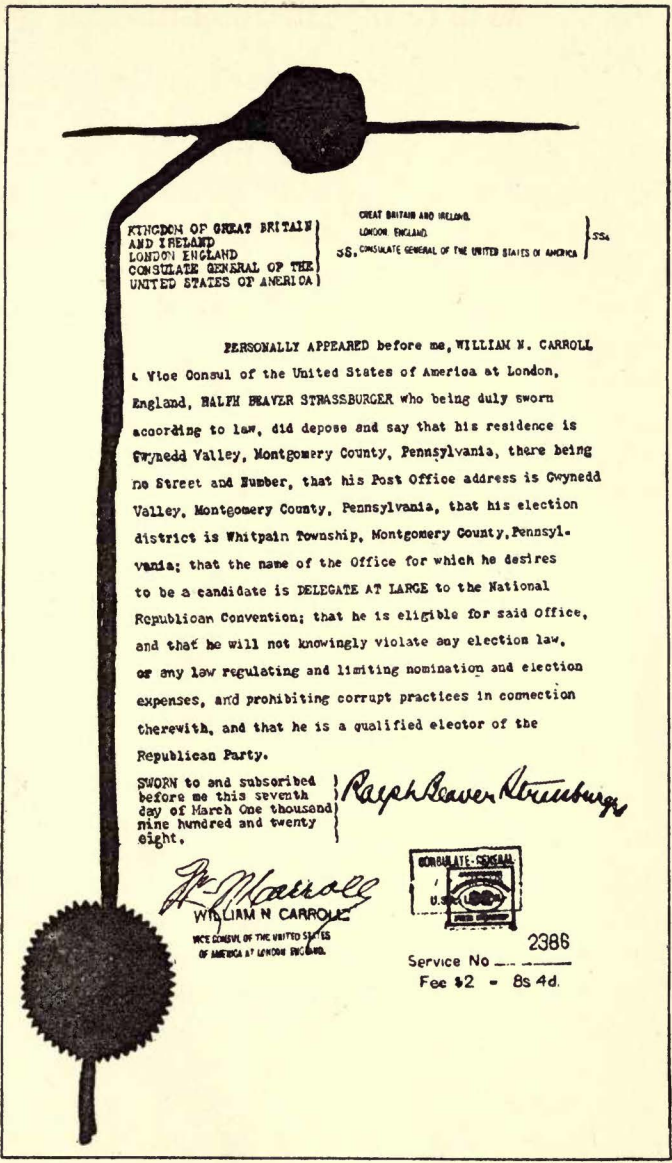 KINGDOM OF GREAT BRITAIN)
AND IRELAND )
LONDON ENGLAND )
CONSULATE GENERAL OF THE)
UNITED STATES OF AMERICA)
GREAT BRITAIN AND IRELAND.
LONDON. ENGLAND.
SS. CONSULATE GENERAL OF THE UNITED STATES OF AMERICA
SS.
PERSONALLY APPEARED before me, WILLIAM N. CARROLL
a Vice Consul of the United States of America at London,
England, RALPH BEAVER STRASSBURGER who being duly sworn
according to law, did depose and say that his residence is
Gwynedd Valley, Montgomery County, Pennsylvania, there being
no Street and Number, that his Post Office address is Gwynedd
Valley, Montgomery County, Pennsylvania, that his election
district is Whitpain Township, Montgomery County, Pennsyl-
vania; that the name of the Office for which he desires
to be a candidate is DELEGATE AT LARGE to the National
Republican Convention; that he is eligible for said Office,
and that he will not knowingly violate any election law,
or any law regulating and limiting nomination and election
expenses, and prohibiting corrupt practices in connection
therewith, and that he is a qualified elector of the
Republican Party.
SWORN to and subscribed )
before me this seventh )
day of March One thousand )
nine hundred and twenty )
eight. )
Ralph Beaver Strassburger
Wm N Carroll
WILLIAM N CARROLL
VICE CONSUL OF THE UNITED STATES
OF AMERICA AT LONDON ENGLAND.
CONSULATE-GENERAL
2386
Service No
Fee $2 - 8s 4d.